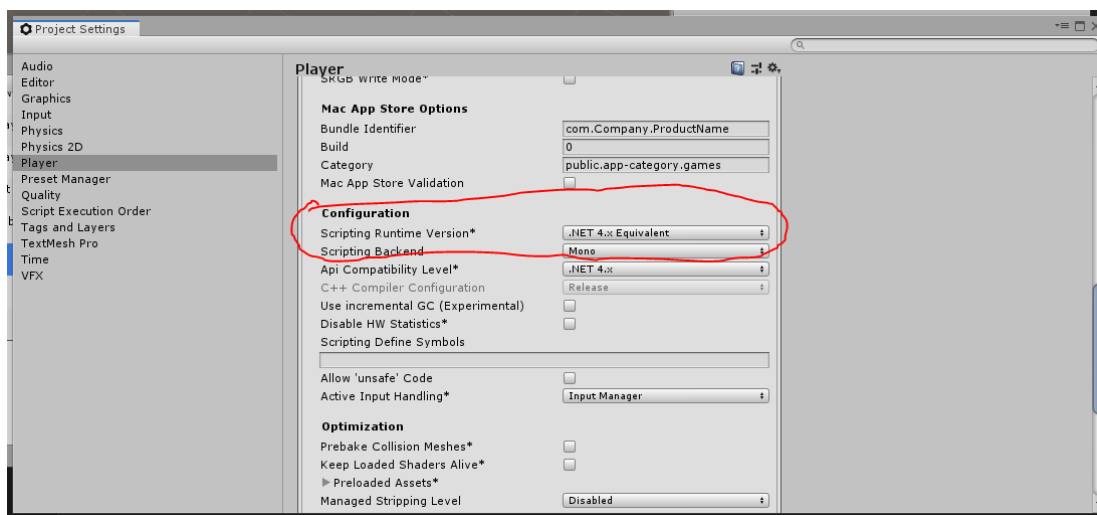 Project Settings
Audio
Editor
Graphics
Input
Physics
Physics 2D
Player
Preset Manager
Quality
Script Execution Order
Tags and Layers
TextMesh Pro
Time
VFX
Player
SRGB Write Mode*
Mac App Store Options
Bundle Identifier com.Company.ProductName
Build 0
Category public.app-category.games
Mac App Store Validation
Configuration
Scripting Runtime Version* .NET 4.x Equivalent
Scripting Backend Mono
Api Compatibility Level* .NET 4.x
C++ Compiler Configuration Release
Use incremental GC (Experimental)
Disable HW Statistics*
Scripting Define Symbols
Allow 'unsafe' Code
Active Input Handling* Input Manager
Optimization
Prebake Collision Meshes*
Keep Loaded Shaders Alive*
Preloaded Assets*
Managed Stripping Level Disabled